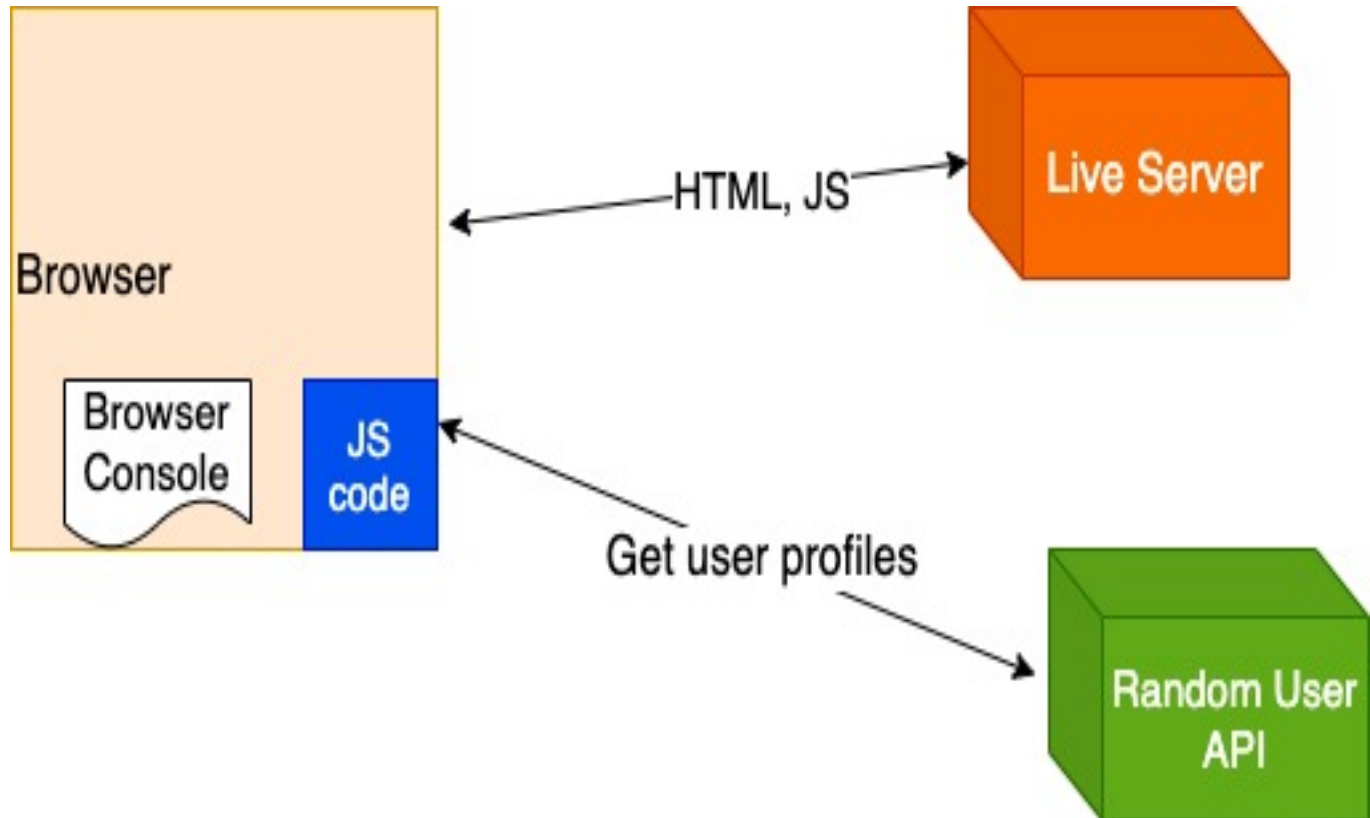 HTML, JS
Live Server
Browser
Browser
Console
JS
code
Get user profiles
Random User
API